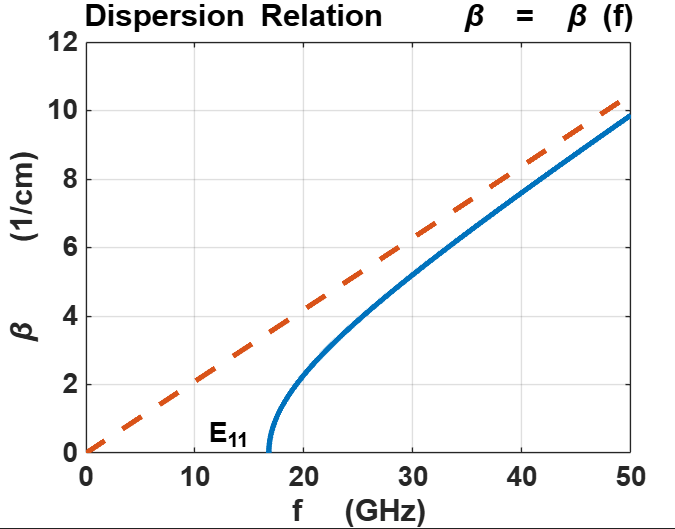 Dispersion Relation β = β (f)
12
10
8
6
4
2
0
β (1/cm)
E11
0 10 20 30 40 50
f (GHz)